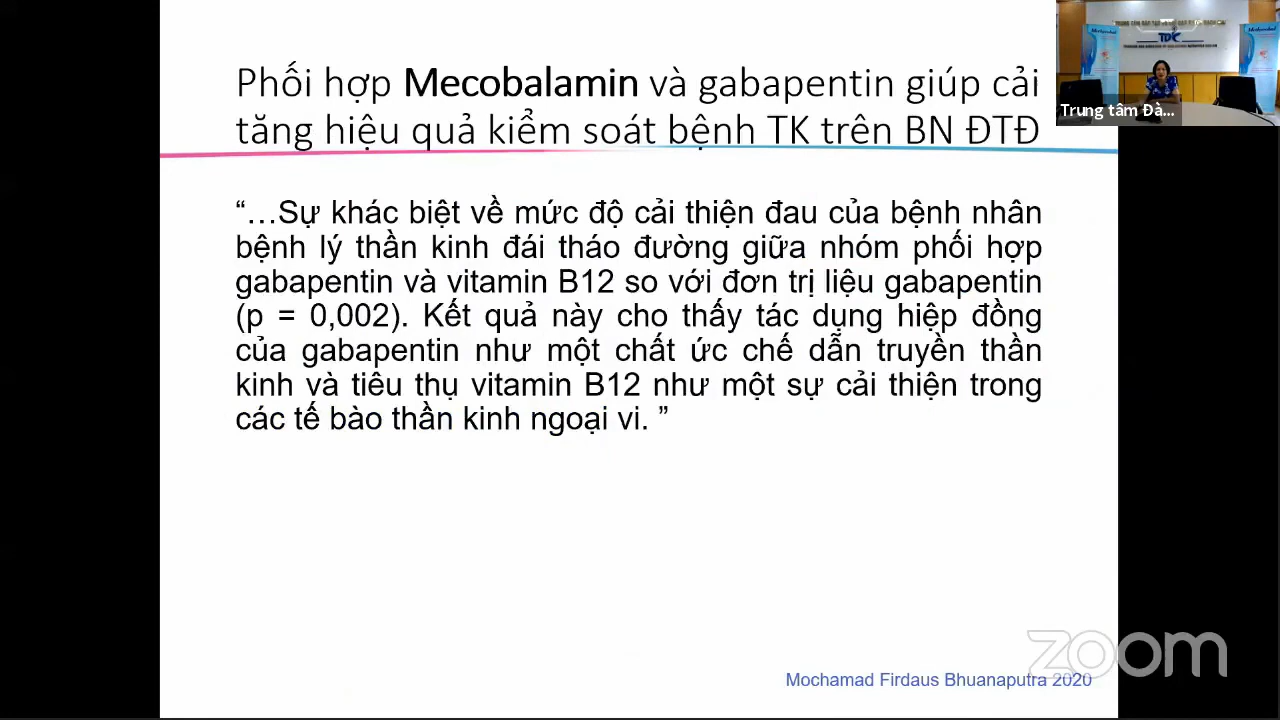 Phối hợp Mecobalamin và gabapentin giúp cải
tăng hiệu quả kiểm soát bệnh TK trên BN ĐTĐ
“…Sự khác biệt về mức độ cải thiện đau của bệnh nhân
bệnh lý thần kinh đái tháo đường giữa nhóm phối hợp
gabapentin và vitamin B12 so với đơn trị liệu gabapentin
(p = 0,002). Kết quả này cho thấy tác dụng hiệp đồng
của gabapentin như một chất ức chế dẫn truyền thần
kinh và tiêu thụ vitamin B12 như một sự cải thiện trong
các tế bào thần kinh ngoại vi. ”
Mochamad Firdaus Bhuanaputra 2020
zoom
TDC
Trung tâm Đà...